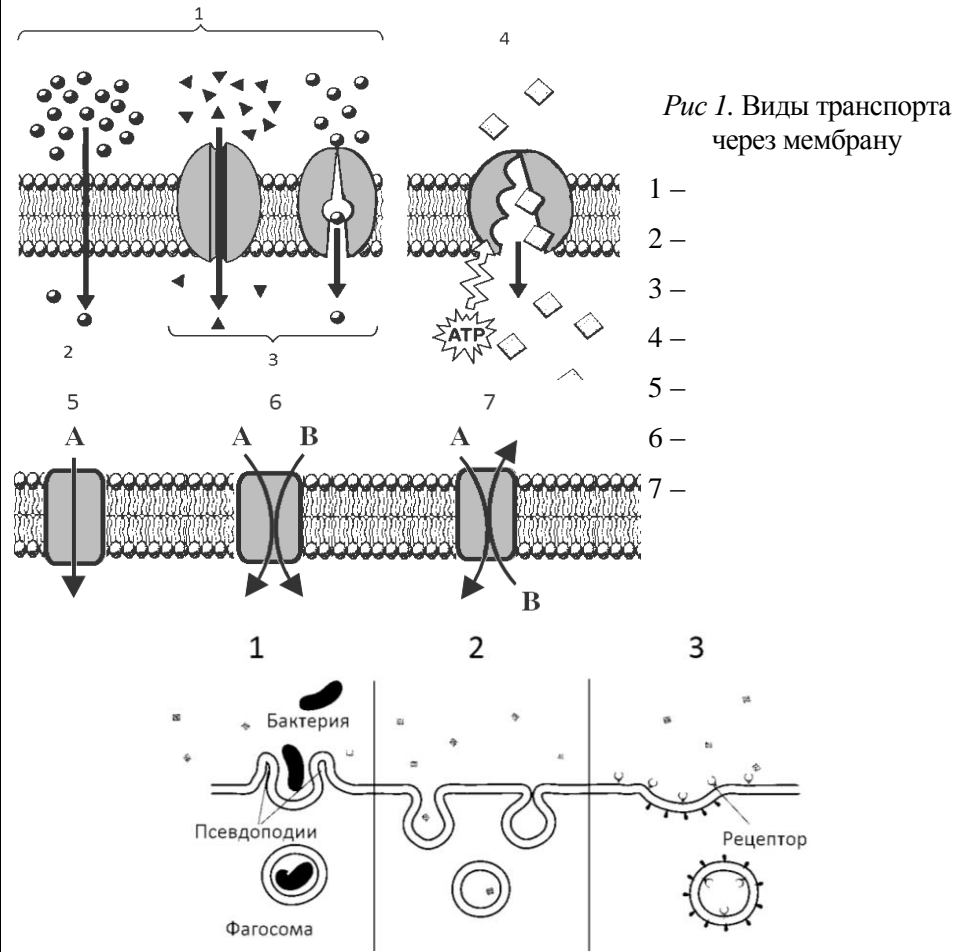 1
4
Рис 1. Виды транспорта
через мембрану
1 –
2 –
3 –
4 –
5 –
6 –
7 –
ATP
2
3
5
6
7
A
A
B
A
B
1
2
3
Бактерия
Псевдоподии
Фагосома
Рецептор